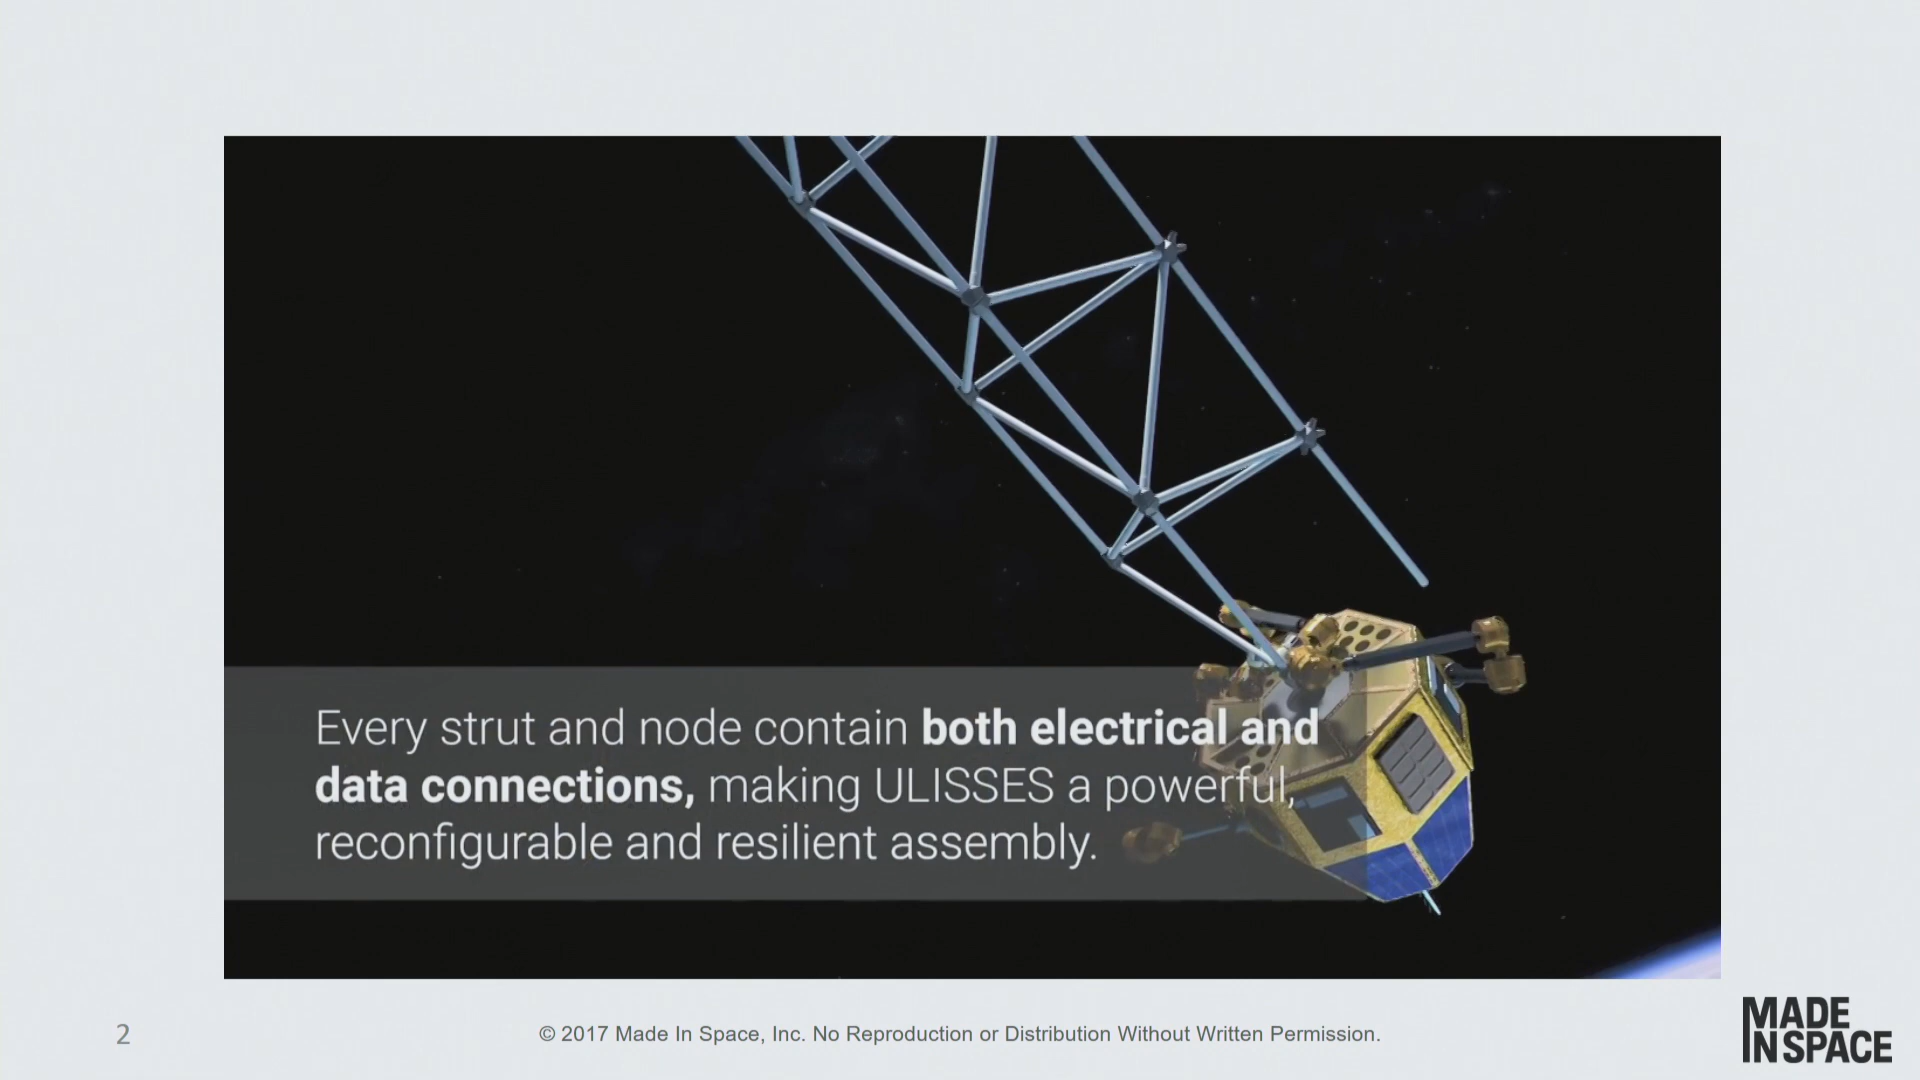 Every strut and node contain both electrical and
data connections, making ULISSES a powerful,
reconfigurable and resilient assembly.
2
© 2017 Made In Space, Inc. No Reproduction or Distribution Without Written Permission.
MADE
IN SPACE